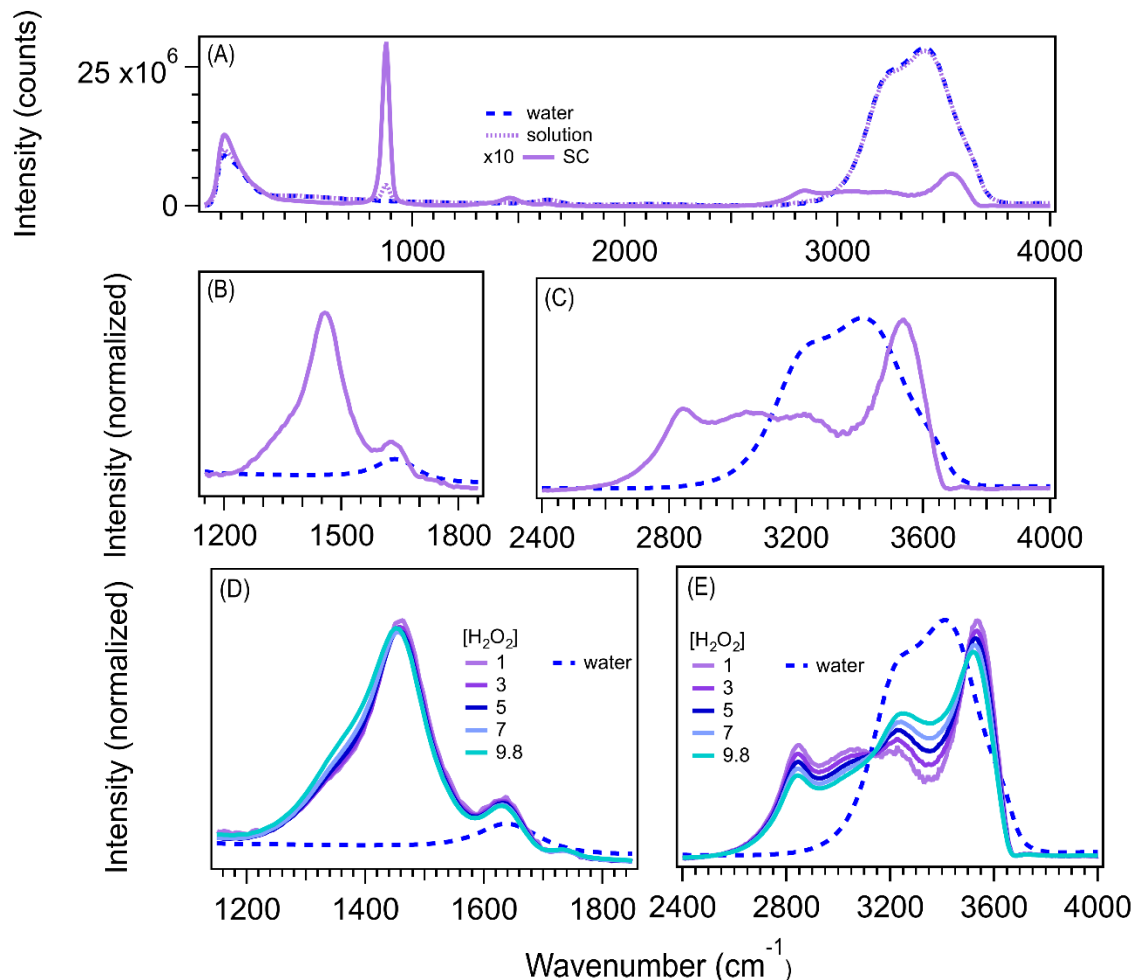 Intensity (counts)
(A)
25 x10⁶
0
water
solution
x10 SC
1000 2000 3000 4000
Intensity (normalized)
(B)
1200 1500 1800
(C)
2400 2800 3200 3600 4000
Intensity (normalized)
(D)
[H₂O₂]
1
3
5
7
9.8
water
1200 1400 1600 1800
(E)
[H₂O₂]
1
3
5
7
9.8
water
2400 2800 3200 3600 4000
Wavenumber (cm⁻¹)